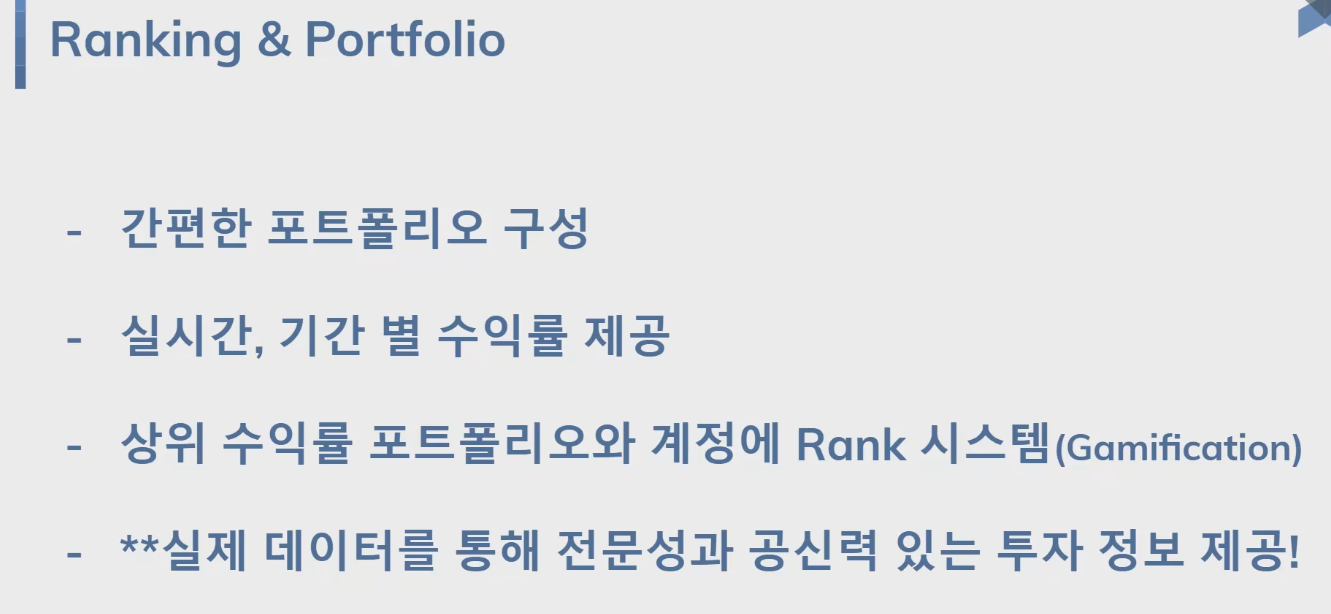 Ranking & Portfolio
- 간편한 포트폴리오 구성
- 실시간, 기간 별 수익률 제공
- 상위 수익률 포트폴리오와 계정에 Rank 시스템(Gamification)
- **실제 데이터를 통해 전문성과 공신력 있는 투자 정보 제공!